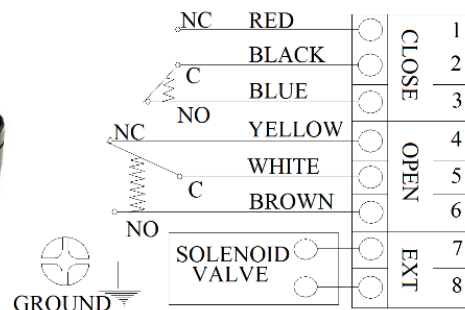 NC RED 1
BLACK 2
C
BLUE 3
NO
CLOSE
NC YELLOW 4
WHITE 5
C
BROWN 6
NO
OPEN
SOLENOID 7
VALVE 8
EXT
GROUND